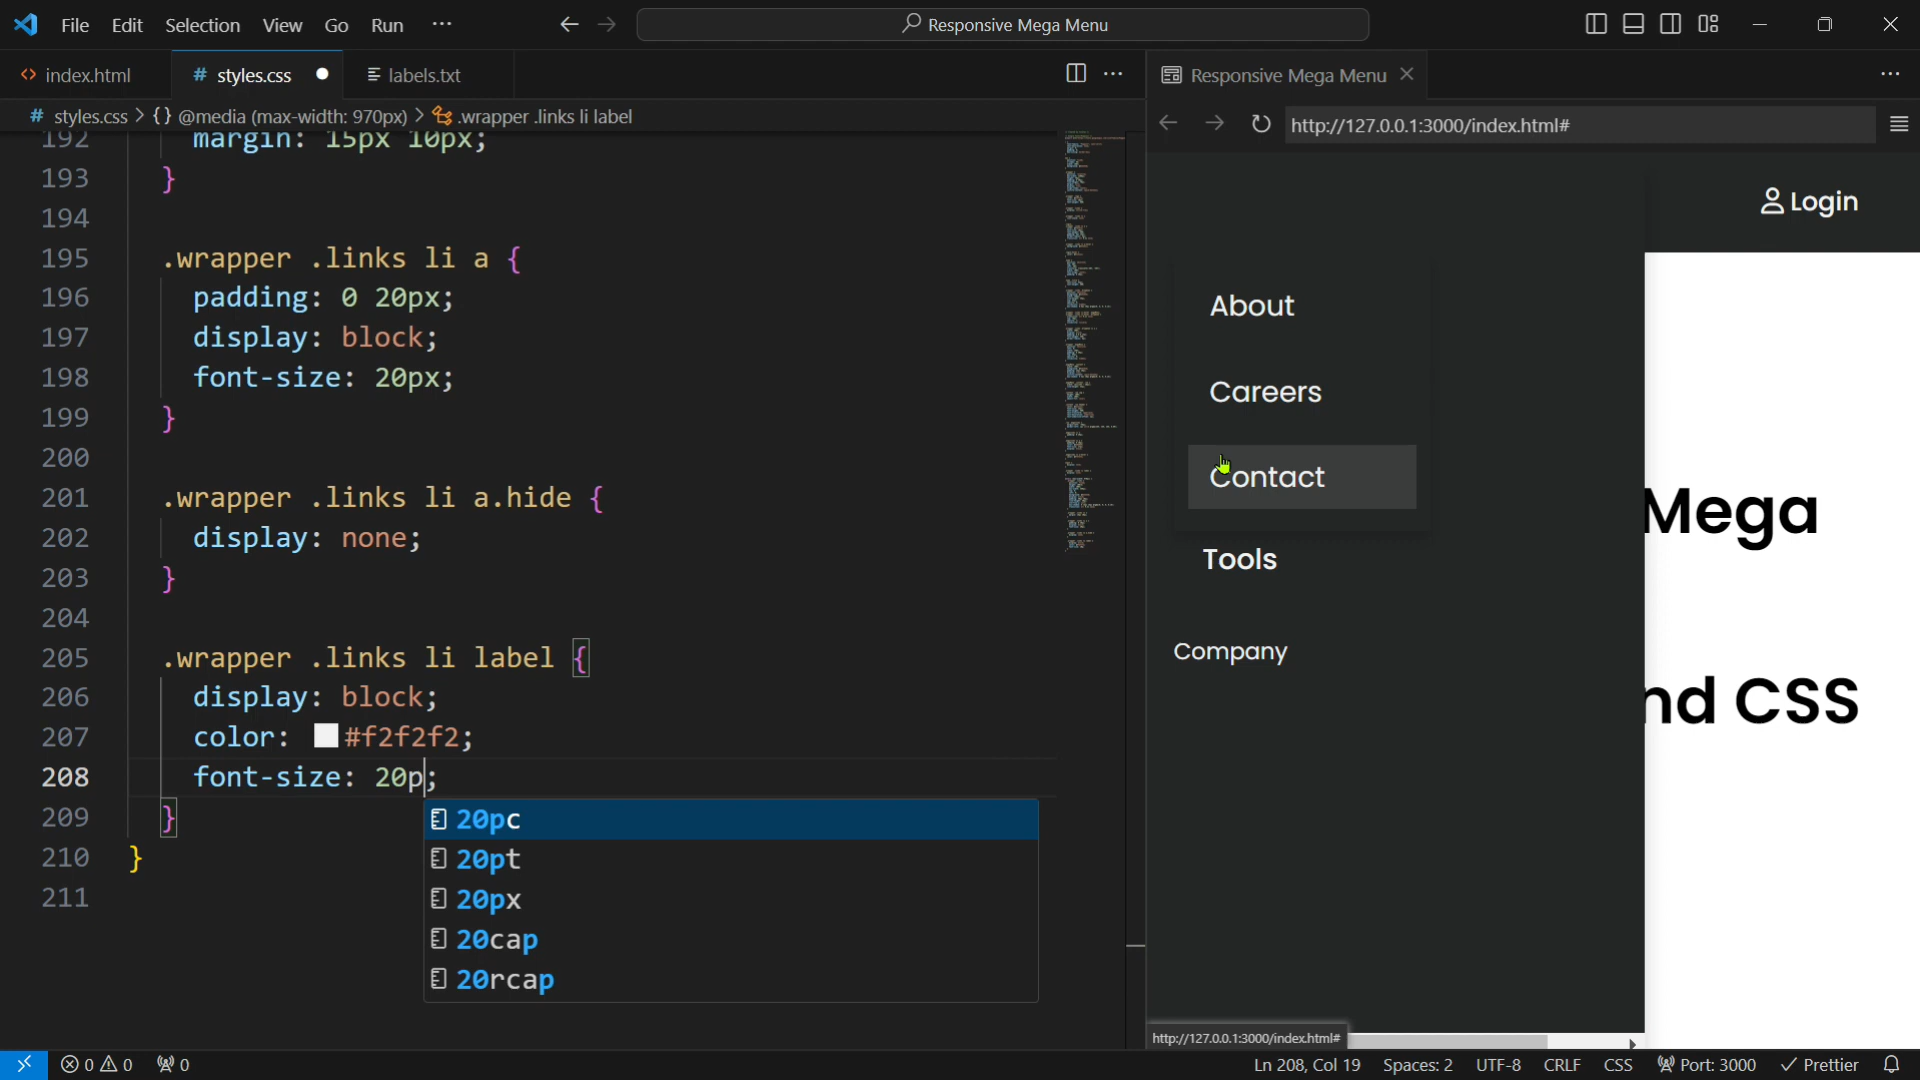 File Edit Selection View Go Run ··· Responsive Mega Menu
index.html # styles.css labels.txt ··· Responsive Mega Menu ···
# styles.css > {} @media (max-width: 970px) > .wrapper .links li label
http://127.0.0.1:3000/index.html#
192 margin: 15px 10px;
193 }
194
195 .wrapper .links li a {
196 padding: 0 20px;
197 display: block;
198 font-size: 20px;
199 }
200
201 .wrapper .links li a.hide {
202 display: none;
203 }
204
205 .wrapper .links li label {
206 display: block;
207 color: #f2f2f2;
208 font-size: 20p;
209 }
210 }
211
20pc
20pt
20px
20cap
20rcap
Login
About
Careers
Contact
Tools
Company
Mega
nd CSS
http://127.0.0.1:3000/index.html#
0 0 0 Ln 208, Col 19 Spaces: 2 UTF-8 CRLF CSS Port: 3000 Prettier